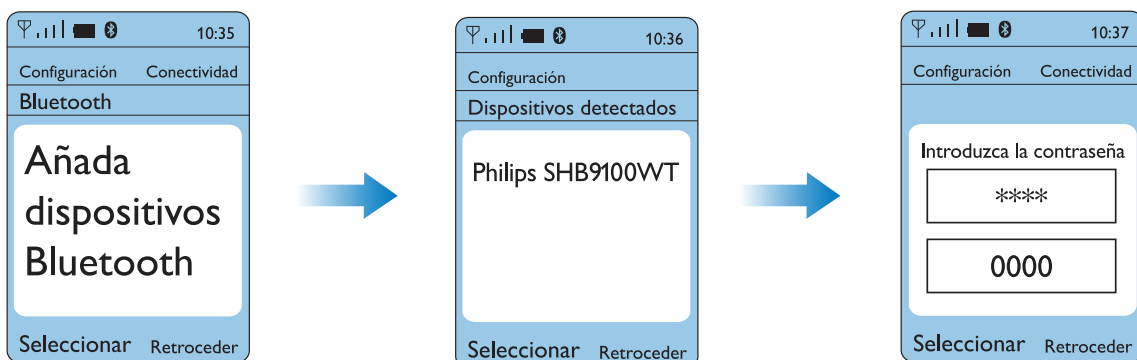 10:35
Configuración Conectividad
Bluetooth
Añada
dispositivos
Bluetooth
Seleccionar Retroceder
10:36
Configuración
Dispositivos detectados
Philips SHB9100WT
Seleccionar Retroceder
10:37
Configuración Conectividad
Introduzca la contraseña
****
0000
Seleccionar Retroceder